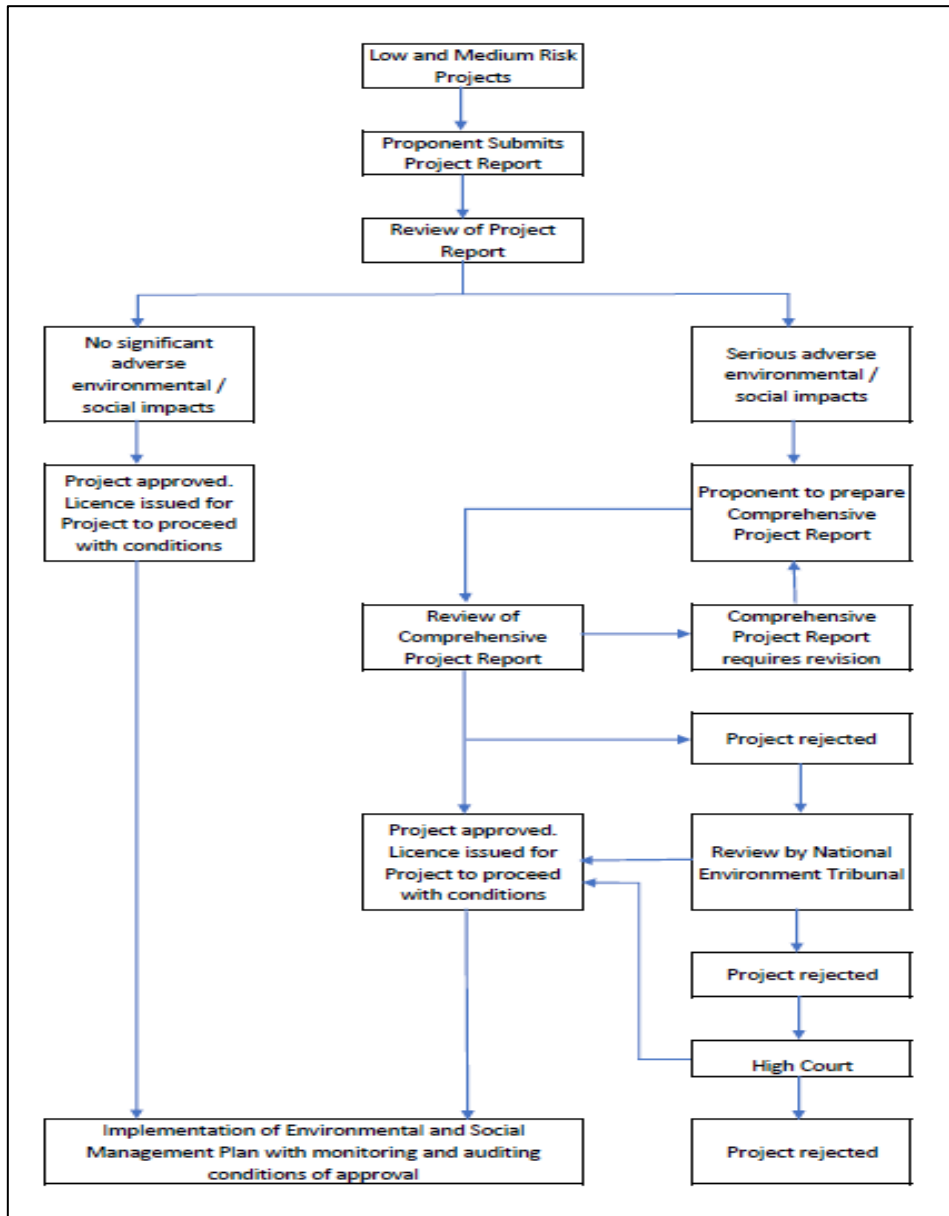 Low and Medium Risk
Projects
Proponent Submits
Project Report
Review of Project
Report
No significant
adverse
environmental /
social impacts
Serious adverse
environmental /
social impacts
Project approved.
Licence issued for
Project to proceed
with conditions
Proponent to prepare
Comprehensive
Project Report
Review of
Comprehensive
Project Report
Comprehensive
Project Report
requires revision
Project rejected
Project approved.
Licence issued for
Project to proceed
with conditions
Review by National
Environment Tribunal
Project rejected
High Court
Implementation of Environmental and Social
Management Plan with monitoring and auditing
conditions of approval
Project rejected